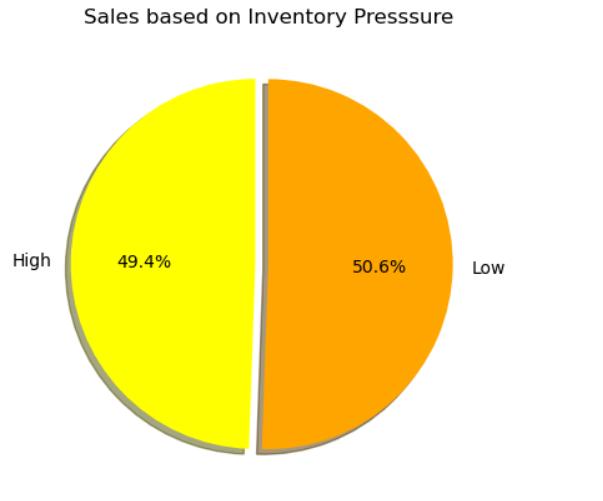 Sales based on Inventory Presssure
High
49.4%
50.6%
Low